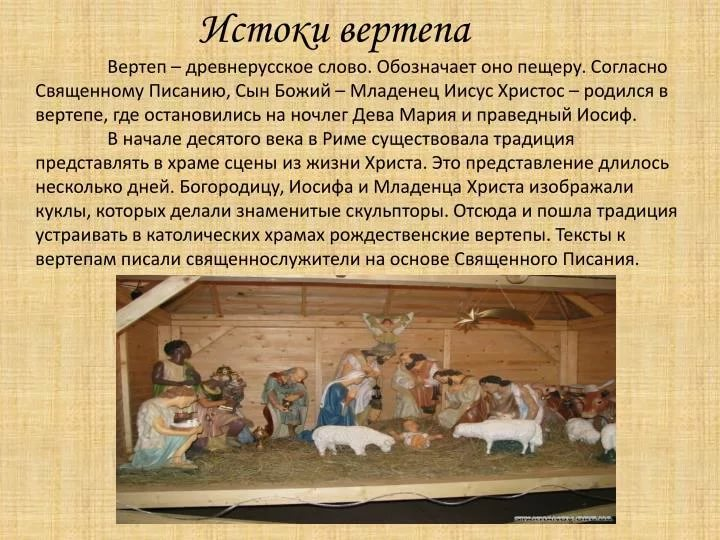 Истоки вертепа
Вертеп – древнерусское слово. Обозначает оно пещеру. Согласно
Священному Писанию, Сын Божий – Младенец Иисус Христос – родился в
вертепе, где остановились на ночлег Дева Мария и праведный Иосиф.
В начале десятого века в Риме существовала традиция
представлять в храме сцены из жизни Христа. Это представление длилось
несколько дней. Богородицу, Иосифа и Младенца Христа изображали
куклы, которых делали знаменитые скульпторы. Отсюда и пошла традиция
устраивать в католических храмах рождественские вертепы. Тексты к
вертепам писали священнослужители на основе Священного Писания.